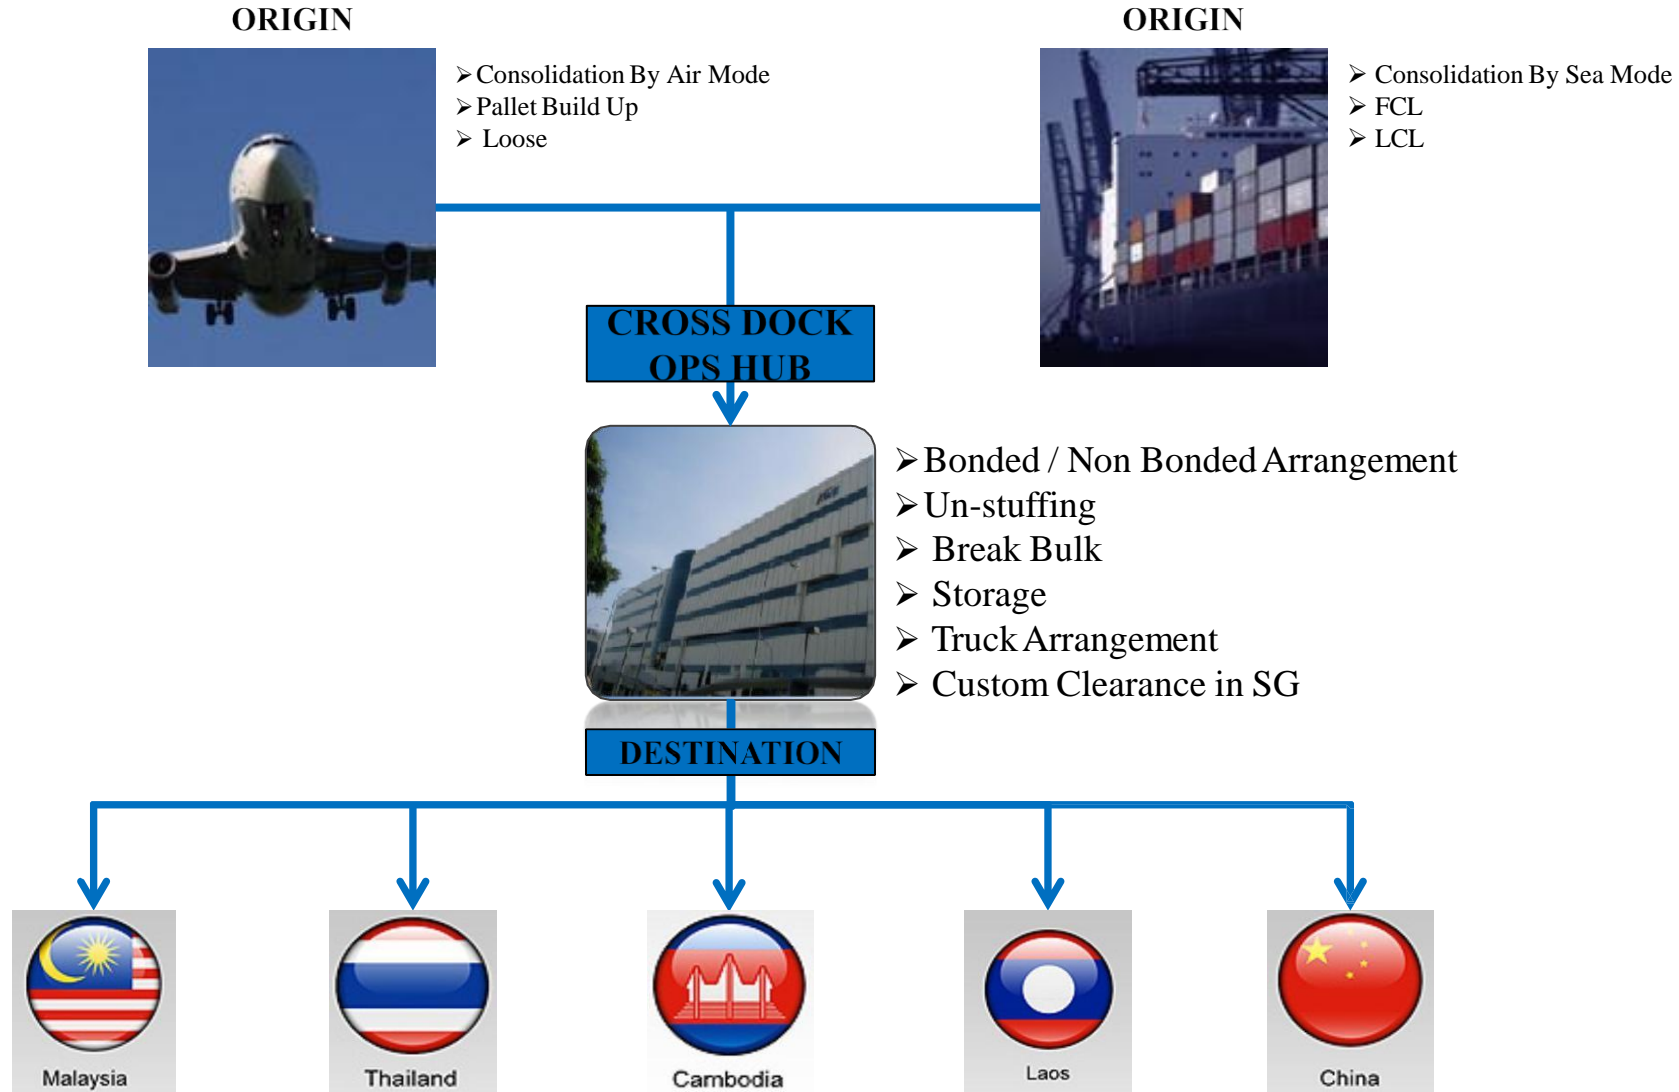 ORIGIN
ORIGIN
➢ Consolidation By Air Mode
➢ Pallet Build Up
➢ Loose
➢ Consolidation By Sea Mode
➢ FCL
➢ LCL
CROSS DOCK
OPS HUB
➢ Bonded / Non Bonded Arrangement
➢ Un-stuffing
➢ Break Bulk
➢ Storage
➢ Truck Arrangement
➢ Custom Clearance in SG
DESTINATION
Malaysia
Thailand
Cambodia
Laos
China